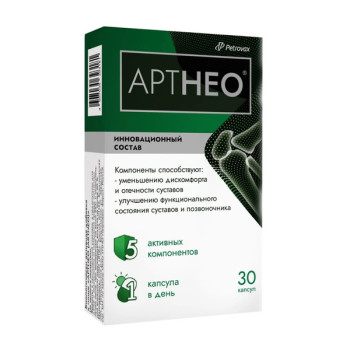 Petrovax
АРТНЕО®
ИННОВАЦИОННЫЙ
СОСТАВ
Компоненты способствуют:
- уменьшению дискомфорта
и отечности суставов
- улучшению функционального
состояния суставов и позвоночника
5 активных
компонентов
1 капсула
в день
30
капсул